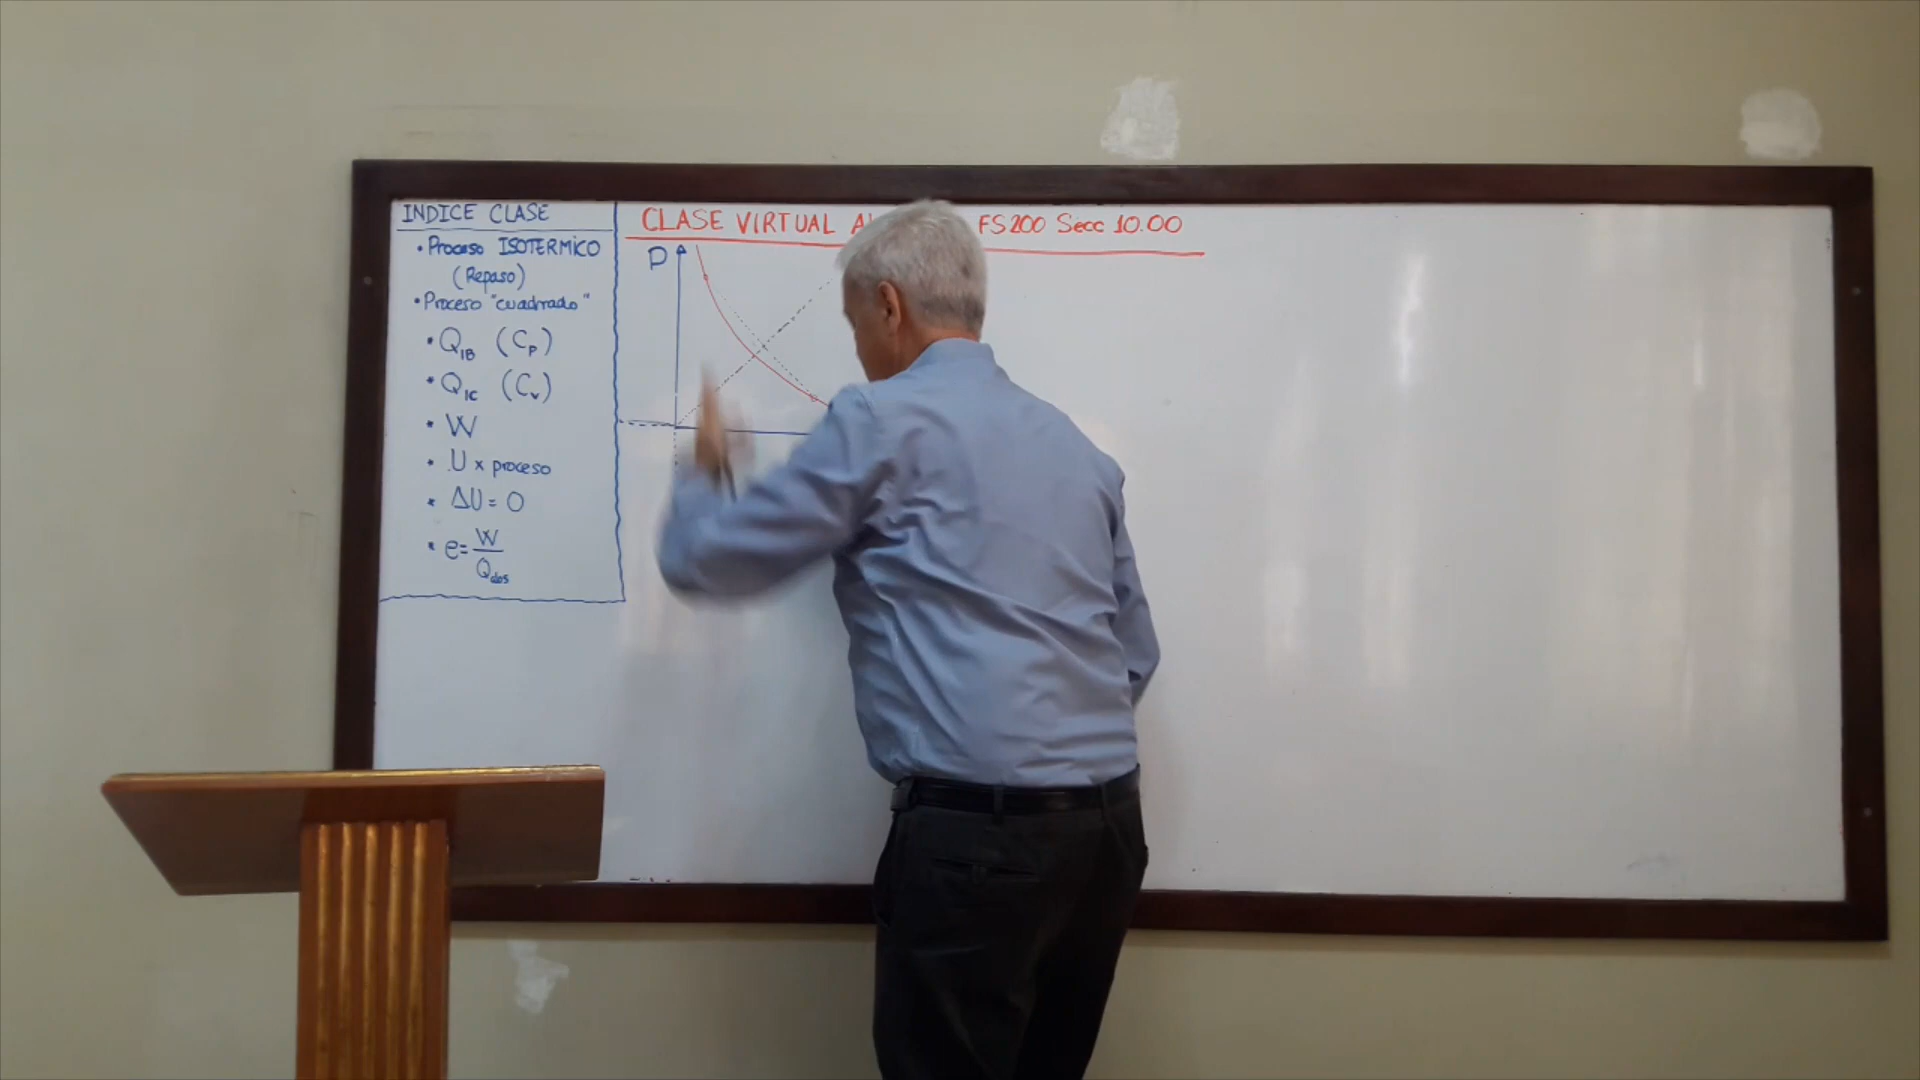 INDICE CLASE
• Proceso ISOTERMICO
(Repaso)
• Proceso "cuadrado"
• Q1B (Cp)
• Q1C (Cv)
• W
• U x proceso
• ΔU = 0
• e = W / Qabs
CLASE VIRTUAL FS200 Secc 10.00
P